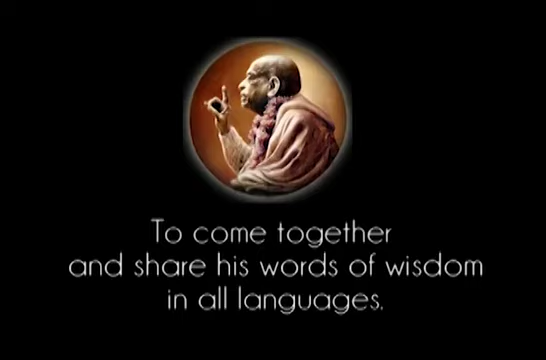 To come together
and share his words of wisdom
in all languages.